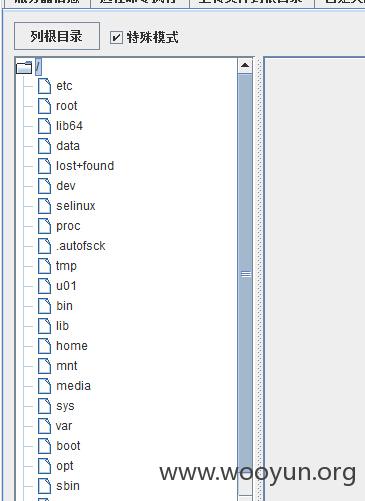 列根目录
特殊模式
/
etc
root
lib64
data
lost+found
dev
selinux
proc
.autofsck
tmp
u01
bin
lib
home
mnt
media
sys
var
boot
opt
sbin
www.wooyun.org